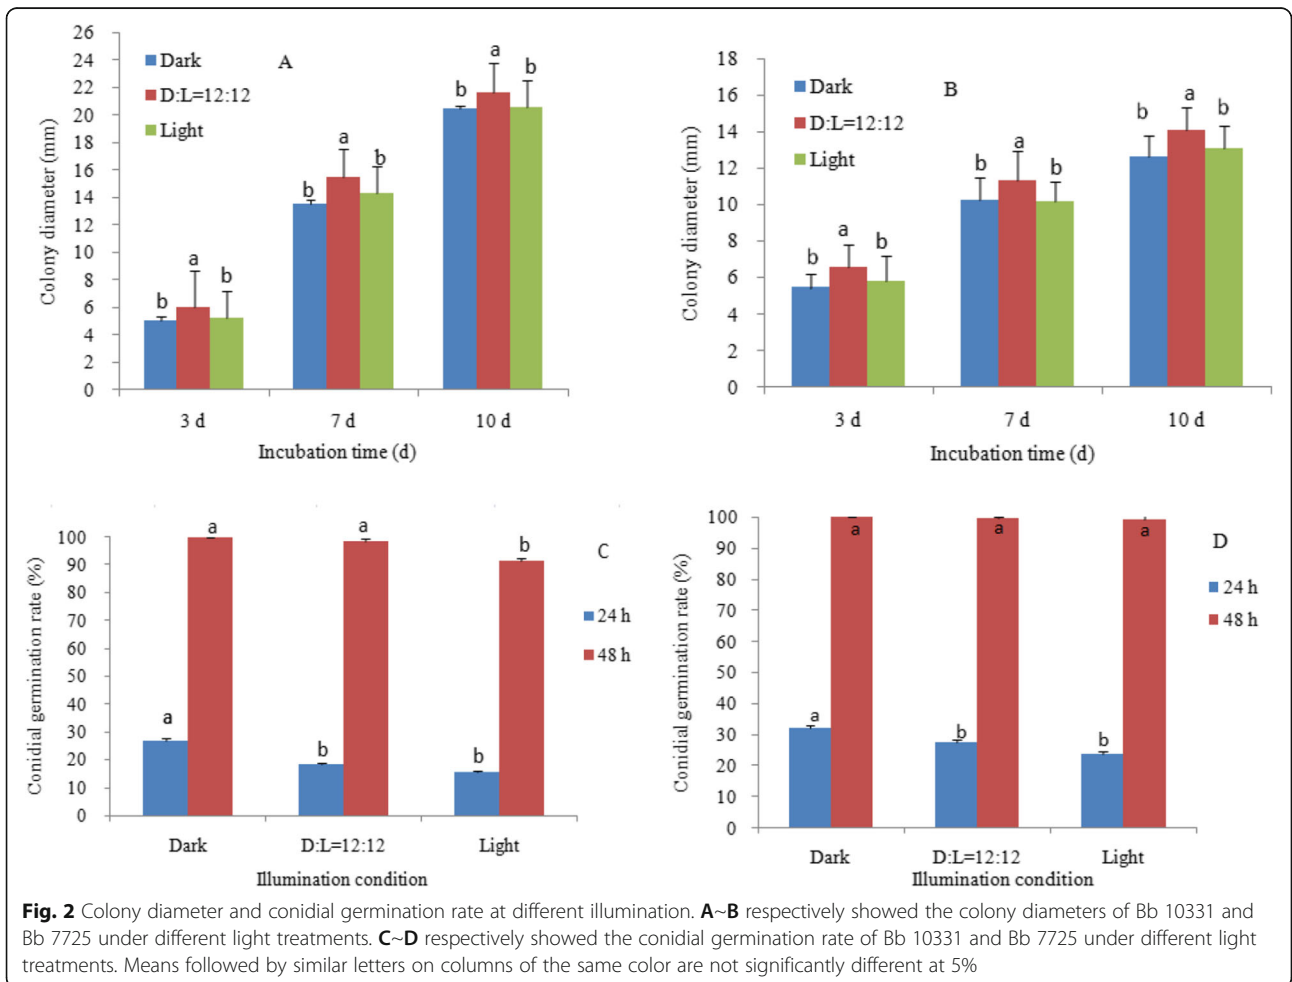 26
24
22
20
18
16
14
12
10
8
6
4
2
0
Colony diameter (mm)
Dark
D:L=12:12
Light
A
b
a
b
b
a
b
b
a
b
3 d
7 d
10 d
Incubation time (d)
18
16
14
12
10
8
6
4
2
0
Colony diameter (mm)
Dark
D:L=12:12
Light
B
b
a
b
b
a
b
b
a
b
3 d
7 d
10 d
Incubation time (d)
100
90
80
70
60
50
40
30
20
10
0
Conidial germination rate (%)
C
24 h
48 h
a
a
b
a
b
b
Dark
D:L=12:12
Light
Illumination condition
100
90
80
70
60
50
40
30
20
10
0
Conidial germination rate (%)
D
24 h
48 h
a
a
b
a
b
a
Dark
D:L=12:12
Light
Illumination condition
Fig. 2 Colony diameter and conidial germination rate at different illumination. A~B respectively showed the colony diameters of Bb 10331 and
Bb 7725 under different light treatments. C~D respectively showed the conidial germination rate of Bb 10331 and Bb 7725 under different light
treatments. Means followed by similar letters on columns of the same color are not significantly different at 5%